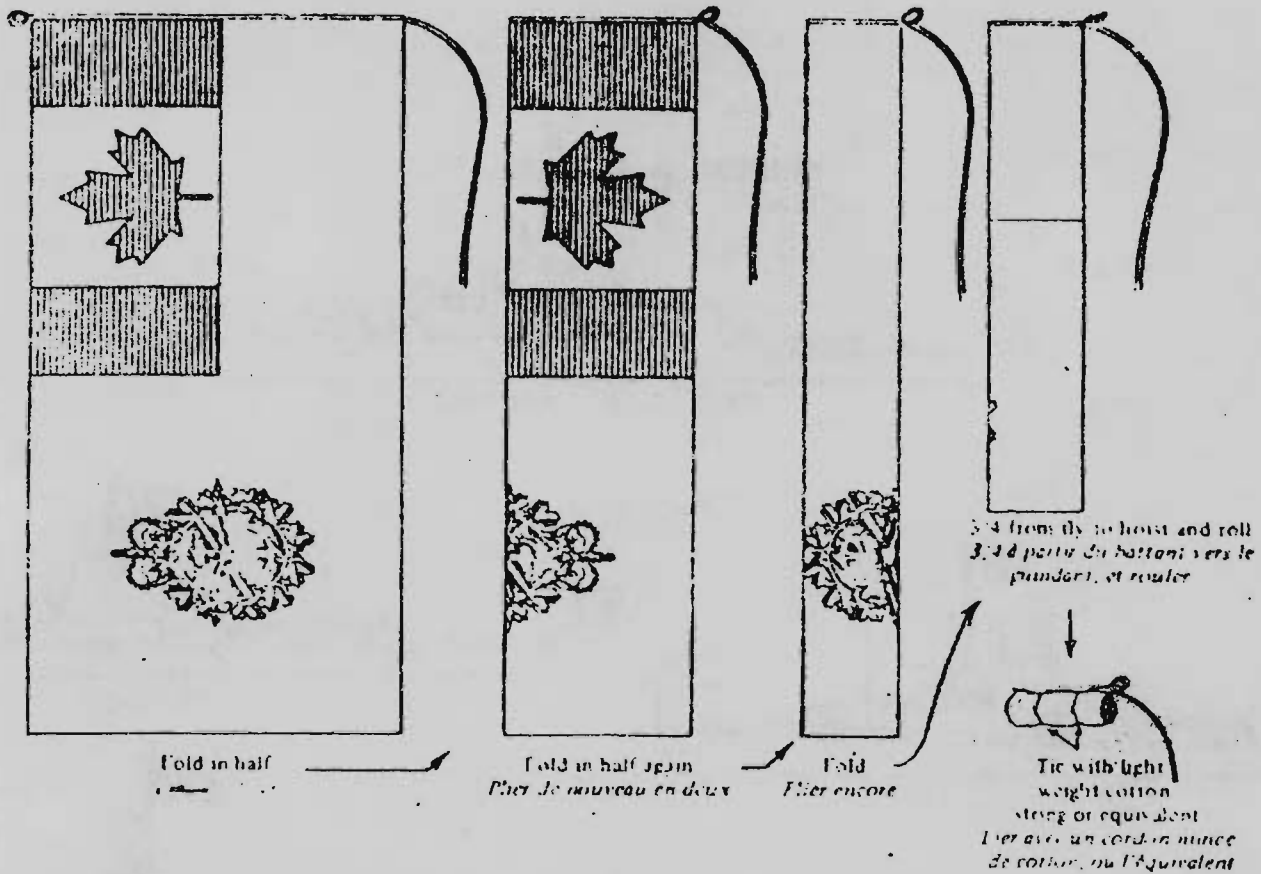 Fold in half
Fold in half again
Plier de nouveau en deux
Fold
Plier encore
3/4 from fly to hoist and roll
3/4 à partir du battant vers le
guindant, et rouler
Tie with light
weight cotton
string or equivalent
Lier avec un cordon mince
de coton, ou l'équivalent